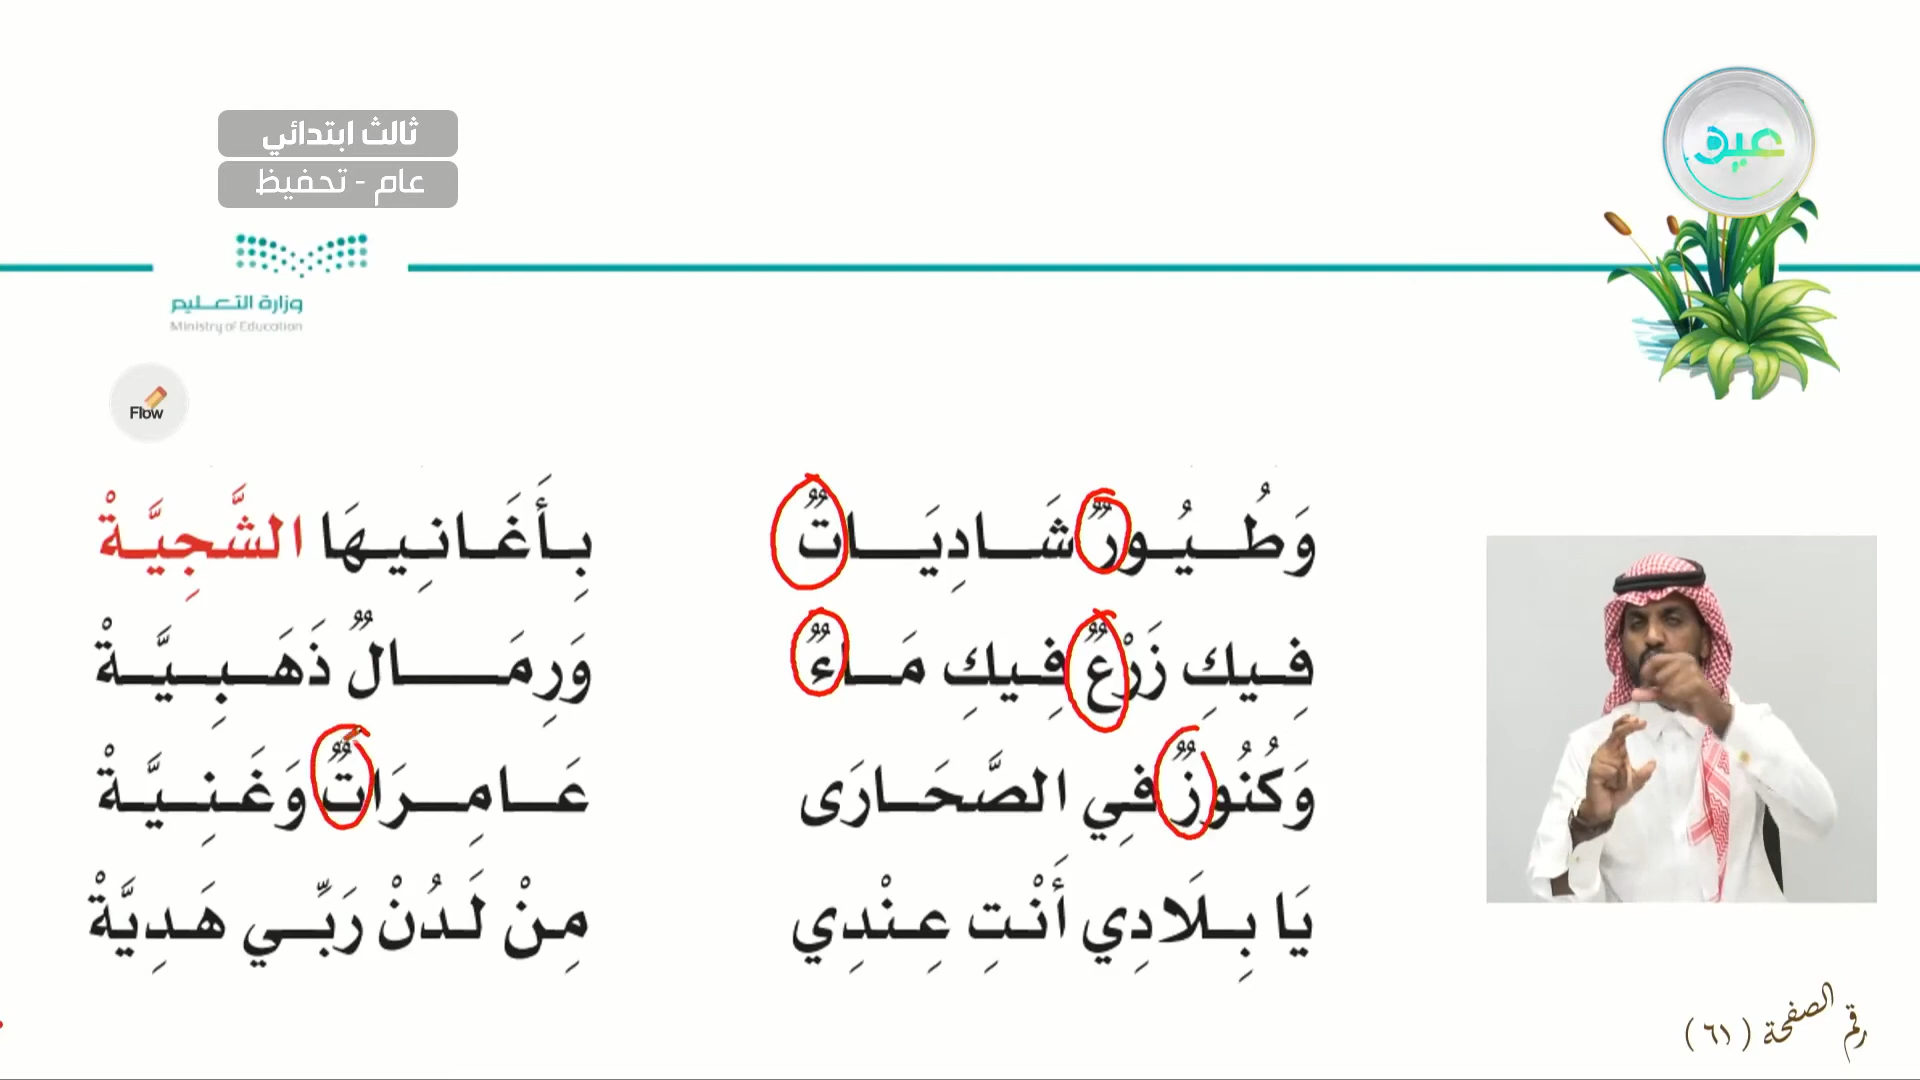 ثالث ابتدائي
عام - تحفيظ
عين
وزارة التعليم
Ministry of Education
Flow
وَطُيُورٌ شَادِيَاتٌ بِأَغَانِيهَا الشَّجِيَّةْ
فِيكِ زَرْعٌ فِيكِ مَاءٌ وَرِمَالٌ ذَهَبِيَّةْ
وَكُنُوزٌ فِي الصَّحَارَى عَامِرَاتٌ وَغَنِيَّةْ
يَا بِلَادِي أَنْتِ عِنْدِي مِنْ لَدُنْ رَبِّي هَدِيَّةْ
رقم الصفحة ( ٦١ )